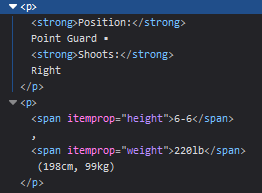 <p>
<strong>Position:</strong>
Point Guard ▪
<strong>Shoots:</strong>
Right
</p>
<p>
<span itemprop="height">6-6</span>
,
<span itemprop="weight">220lb</span>
(198cm, 99kg)
</p>